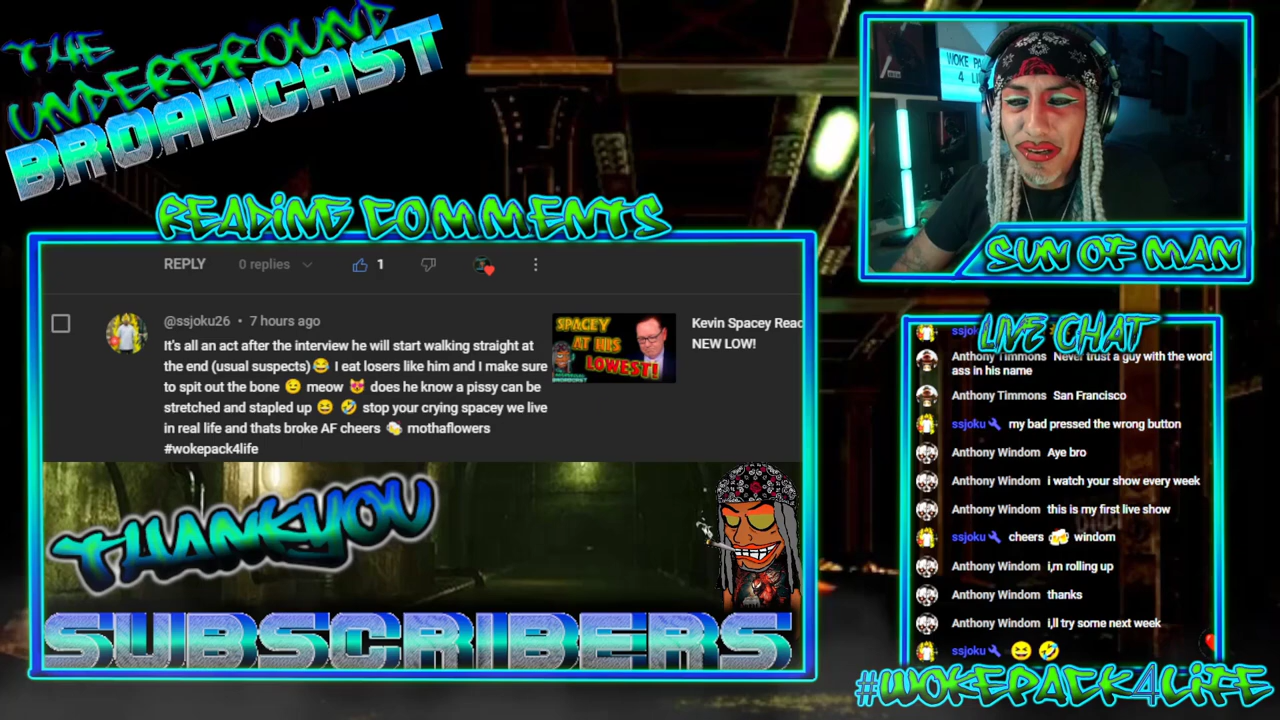 THE
UNDERGROUND
BROADCAST
READING COMMENTS
REPLY 0 replies 1
@ssjoku26 • 7 hours ago
It's all an act after the interview he will start walking straight at
the end (usual suspects)😂 I eat losers like him and I make sure
to spit out the bone 😉 meow 😻 does he know a pissy can be
stretched and stapled up 😆 🤣 stop your crying spacey we live
in real life and thats broke AF cheers 🍻 mothaflowers
#wokepack4life
SPACEY
AT HIS
LOWEST!
Kevin Spacey Reac
NEW LOW!
THANKYOU
SUBSCRIBERS
WOKE PA
4 LI
SUN OF MAN
LIVE CHAT
ssjo
Anthony Timmons Never trust a guy with the word
ass in his name
Anthony Timmons San Francisco
ssjoku my bad pressed the wrong button
Anthony Windom Aye bro
Anthony Windom i watch your show every week
Anthony Windom this is my first live show
ssjoku cheers 🍻 windom
Anthony Windom i,m rolling up
Anthony Windom thanks
Anthony Windom i,ll try some next week
ssjoku 😆 🤣
#WOKEPACK4LIFE